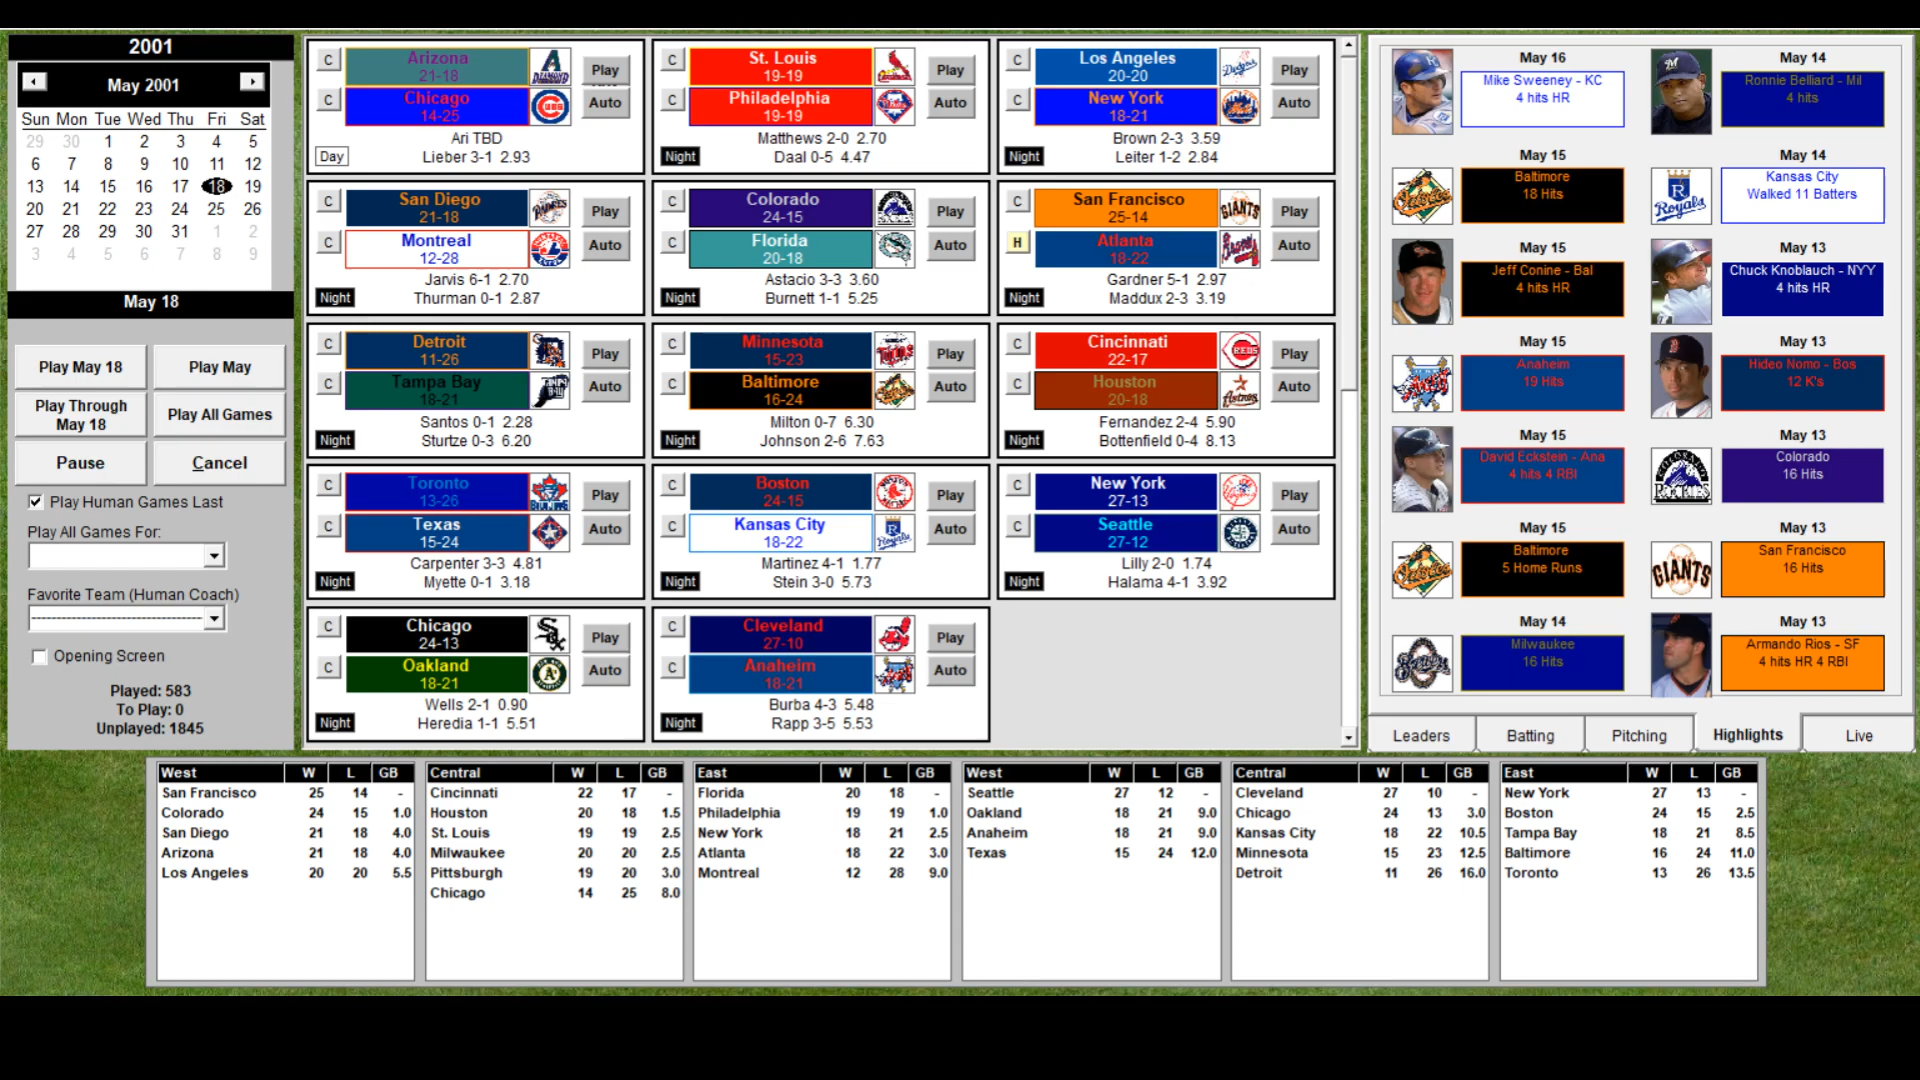 2001
May 2001
Sun Mon Tue Wed Thu Fri Sat
29 30 1 2 3 4 5
6 7 8 9 10 11 12
13 14 15 16 17 18 19
20 21 22 23 24 25 26
27 28 29 30 31 1 2
3 4 5 6 7 8 9
May 18
Play May 18
Play May
Play Through May 18
Play All Games
Pause
Cancel
Play Human Games Last
Play All Games For:
Favorite Team (Human Coach)
Opening Screen
Played: 583
To Play: 0
Unplayed: 1845
C Arizona 21-18 Play
C Chicago 14-25 Auto
Ari TBD
Day Lieber 3-1 2.93
C St. Louis 19-19 Play
C Philadelphia 19-19 Auto
Matthews 2-0 2.70
Night Daal 0-5 4.47
C Los Angeles 20-20 Play
C New York 18-21 Auto
Brown 2-3 3.59
Night Leiter 1-2 2.84
C San Diego 21-18 Play
C Montreal 12-28 Auto
Jarvis 6-1 2.70
Night Thurman 0-1 2.87
C Colorado 24-15 Play
C Florida 20-18 Auto
Astacio 3-3 3.60
Night Burnett 1-1 5.25
C San Francisco 25-14 Play
H Atlanta 18-22 Auto
Gardner 5-1 2.97
Night Maddux 2-3 3.19
C Detroit 11-26 Play
C Tampa Bay 18-21 Auto
Santos 0-1 2.28
Night Sturtze 0-3 6.20
C Minnesota 15-23 Play
C Baltimore 16-24 Auto
Milton 0-7 6.30
Night Johnson 2-6 7.63
C Cincinnati 22-17 Play
C Houston 20-18 Auto
Fernandez 2-4 5.90
Night Bottenfield 0-4 8.13
C Toronto 13-26 Play
C Texas 15-24 Auto
Carpenter 3-3 4.81
Night Myette 0-1 3.18
C Boston 24-15 Play
C Kansas City 18-22 Auto
Martinez 4-1 1.77
Night Stein 3-0 5.73
C New York 27-13 Play
C Seattle 27-12 Auto
Lilly 2-0 1.74
Night Halama 4-1 3.92
C Chicago 24-13 Play
C Oakland 18-21 Auto
Wells 2-1 0.90
Night Heredia 1-1 5.51
C Cleveland 27-10 Play
C Anaheim 18-21 Auto
Burba 4-3 5.48
Night Rapp 3-5 5.53
May 16
Mike Sweeney - KC
4 hits HR
May 14
Ronnie Belliard - Mil
4 hits
May 15
Baltimore
18 Hits
May 14
Kansas City
Walked 11 Batters
May 15
Jeff Conine - Bal
4 hits HR
May 13
Chuck Knoblauch - NYY
4 hits HR
May 15
Anaheim
19 Hits
May 13
Hideo Nomo - Bos
12 K's
May 15
David Eckstein - Ana
4 hits 4 RBI
May 13
Colorado
16 Hits
May 15
Baltimore
5 Home Runs
May 13
San Francisco
16 Hits
May 14
Milwaukee
16 Hits
May 13
Armando Rios - SF
4 hits HR 4 RBI
Leaders Batting Pitching Highlights Live
West W L GB
San Francisco 25 14 -
Colorado 24 15 1.0
San Diego 21 18 4.0
Arizona 21 18 4.0
Los Angeles 20 20 5.5
Central W L GB
Cincinnati 22 17 -
Houston 20 18 1.5
St. Louis 19 19 2.5
Milwaukee 20 20 2.5
Pittsburgh 19 20 3.0
Chicago 14 25 8.0
East W L GB
Florida 20 18 -
Philadelphia 19 19 1.0
New York 18 21 2.5
Atlanta 18 22 3.0
Montreal 12 28 9.0
West W L GB
Seattle 27 12 -
Oakland 18 21 9.0
Anaheim 18 21 9.0
Texas 15 24 12.0
Central W L GB
Cleveland 27 10 -
Chicago 24 13 3.0
Kansas City 18 22 10.5
Minnesota 15 23 12.5
Detroit 11 26 16.0
East W L GB
New York 27 13 -
Boston 24 15 2.5
Tampa Bay 18 21 8.5
Baltimore 16 24 11.0
Toronto 13 26 13.5